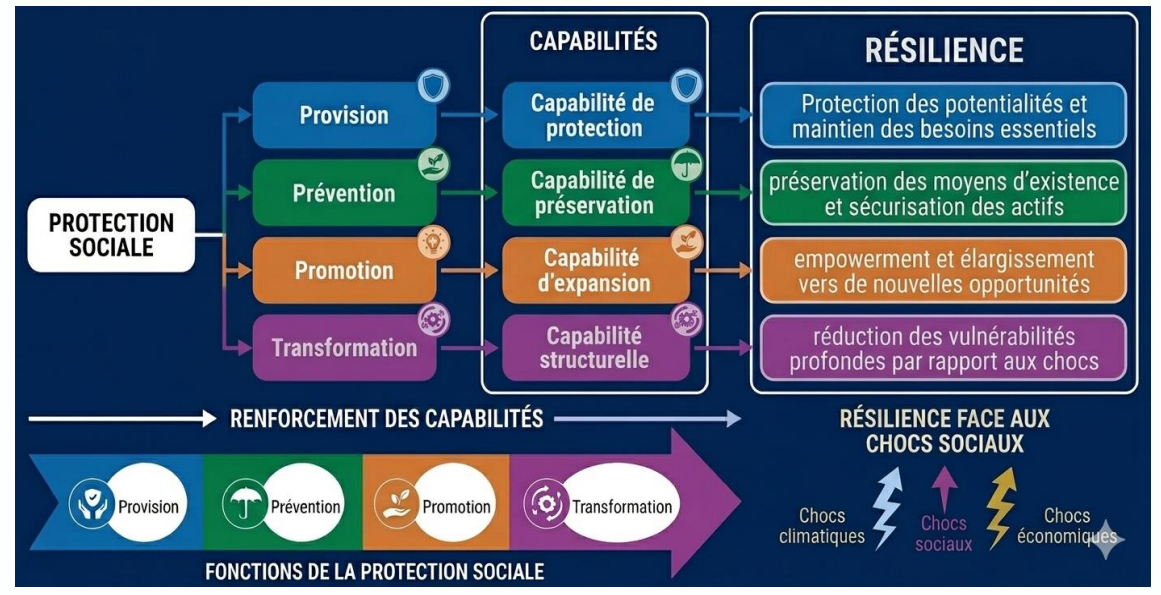 CAPABILITÉS
RÉSILIENCE
PROTECTION
SOCIALE
Provision
Capabilité de
protection
Protection des potentialités et
maintien des besoins essentiels
Prévention
Capabilité de
préservation
préservation des moyens d'existence
et sécurisation des actifs
Promotion
Capabilité
d'expansion
empowerment et élargissement
vers de nouvelles opportunités
Transformation
Capabilité
structurelle
réduction des vulnérabilités
profondes par rapport aux chocs
RENFORCEMENT DES CAPABILITÉS
RÉSILIENCE FACE AUX
CHOCS SOCIAUX
Provision
Prévention
Promotion
Transformation
Chocs
climatiques
Chocs
sociaux
Chocs
économiques
FONCTIONS DE LA PROTECTION SOCIALE